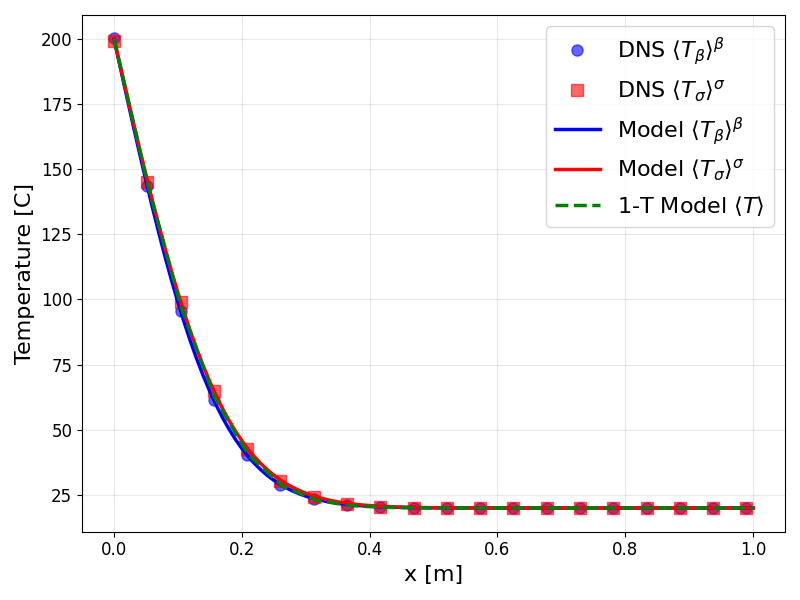 DNS ⟨T_β⟩^β
DNS ⟨T_σ⟩^σ
Model ⟨T_β⟩^β
Model ⟨T_σ⟩^σ
1-T Model ⟨T⟩
Temperature [C]
200
175
150
125
100
75
50
25
0.0 0.2 0.4 0.6 0.8 1.0
x [m]